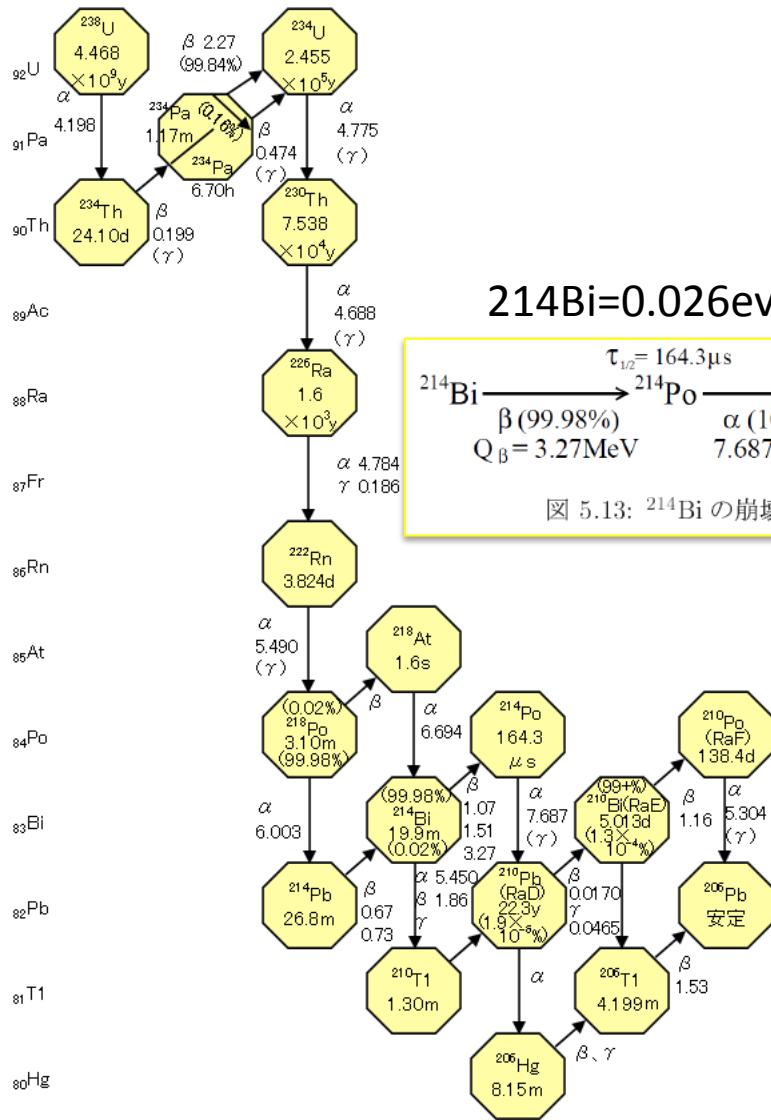 ₉₂U
₉₁Pa
₉₀Th
₈₉Ac
₈₈Ra
₈₇Fr
₈₆Rn
₈₅At
₈₄Po
₈₃Bi
₈₂Pb
₈₁T1
₈₀Hg
²³⁸U
4.468
×10⁹y
α
4.198
²³⁴Th
24.10d
β
0.199
(γ)
β 2.27
(99.84%)
²³⁴Pa
1.17m
(0.16%)
²³⁴Pa
6.70h
β
0.474
(γ)
²³⁴U
2.455
×10⁵y
α
4.775
(γ)
²³⁰Th
7.538
×10⁴y
α
4.688
(γ)
²²⁶Ra
1.6
×10³y
α 4.784
γ 0.186
²²²Rn
3.824d
α
5.490
(γ)
(0.02%)
²¹⁸Po
3.10m
(99.98%)
β
²¹⁸At
1.6s
α
6.694
α
6.003
²¹⁴Pb
26.8m
β
0.67
0.73
(99.98%)
²¹⁴Bi
19.9m
(0.02%)
β
1.07
1.51
3.27
²¹⁴Po
164.3
μs
α
7.687
(γ)
α 5.450
β 1.86
γ
²¹⁰T1
1.30m
²¹⁰Pb
(RaD)
22.3y
(1.9×
10⁻⁶%)
β
0.0170
γ
0.0465
α
²⁰⁶Hg
8.15m
β、γ
(99+%)
²¹⁰Bi(RaE)
5.013d
(1.3×
10⁻⁴%)
β
1.16
²¹⁰Po
(RaF)
138.4d
α
5.304
(γ)
²⁰⁶T1
4.199m
β
1.53
²⁰⁶Pb
安定
214Bi=0.026ev
τ₁/₂= 164.3μs
²¹⁴Bi ²¹⁴Po
β (99.98%) α (1
Q β = 3.27MeV 7.687
図 5.13: ²¹⁴Bi の崩